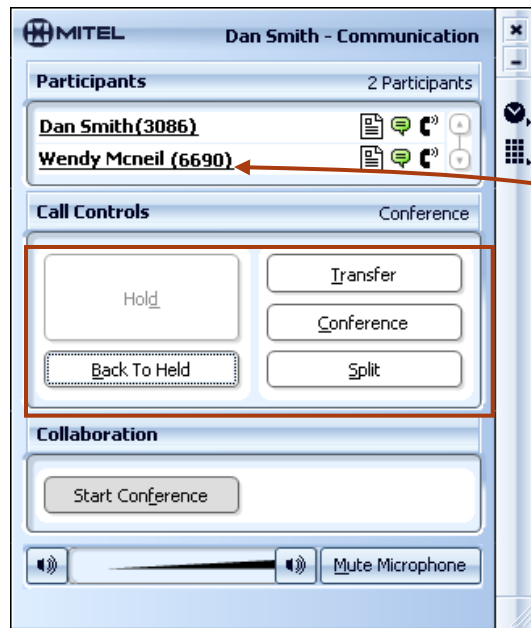 MITEL Dan Smith - Communication
Participants 2 Participants
Dan Smith(3086)
Wendy Mcneil (6690)
Call Controls Conference
Hold
Transfer
Conference
Back To Held
Split
Collaboration
Start Conference
Mute Microphone